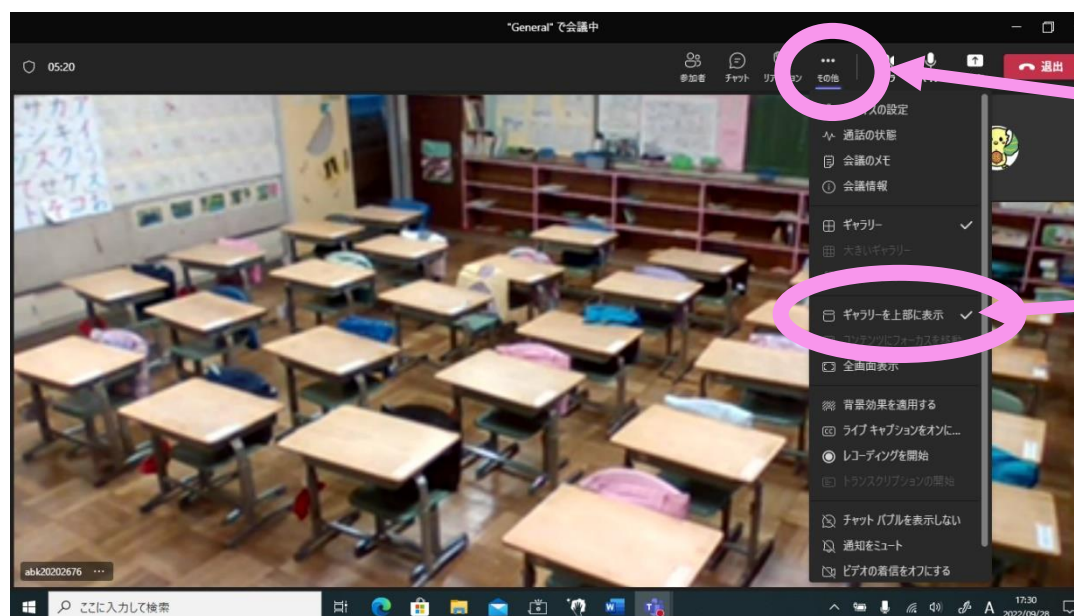 "General" で会議中
05:20
参加者
チャット
その他
退出
通話の状態
会議のメモ
会議情報
ギャラリー
大きいギャラリー
ギャラリーを上部に表示
全画面表示
背景効果を適用する
ライブ キャプションをオンに...
レコーディングを開始
トランスクリプションの開始
チャット バブルを表示しない
通知をミュート
ビデオの着信をオフにする
abk20202676 ···
ここに入力して検索
A
17:30
2022/09/28